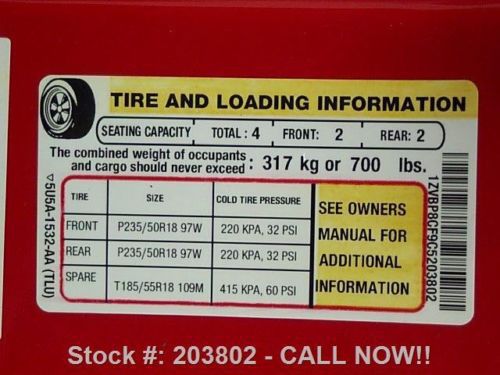 TIRE AND LOADING INFORMATION
SEATING CAPACITY TOTAL : 4 FRONT: 2 REAR: 2
The combined weight of occupants
and cargo should never exceed : 317 kg or 700 lbs.
TIRE SIZE COLD TIRE PRESSURE
FRONT P235/50R18 97W 220 KPA, 32 PSI
REAR P235/50R18 97W 220 KPA, 32 PSI
SPARE T185/55R18 109M 415 KPA, 60 PSI
SEE OWNERS
MANUAL FOR
ADDITIONAL
INFORMATION
▽5U5A-1532-AA (TLU)
1ZVBP8CF9C5203802
Stock #: 203802 - CALL NOW!!